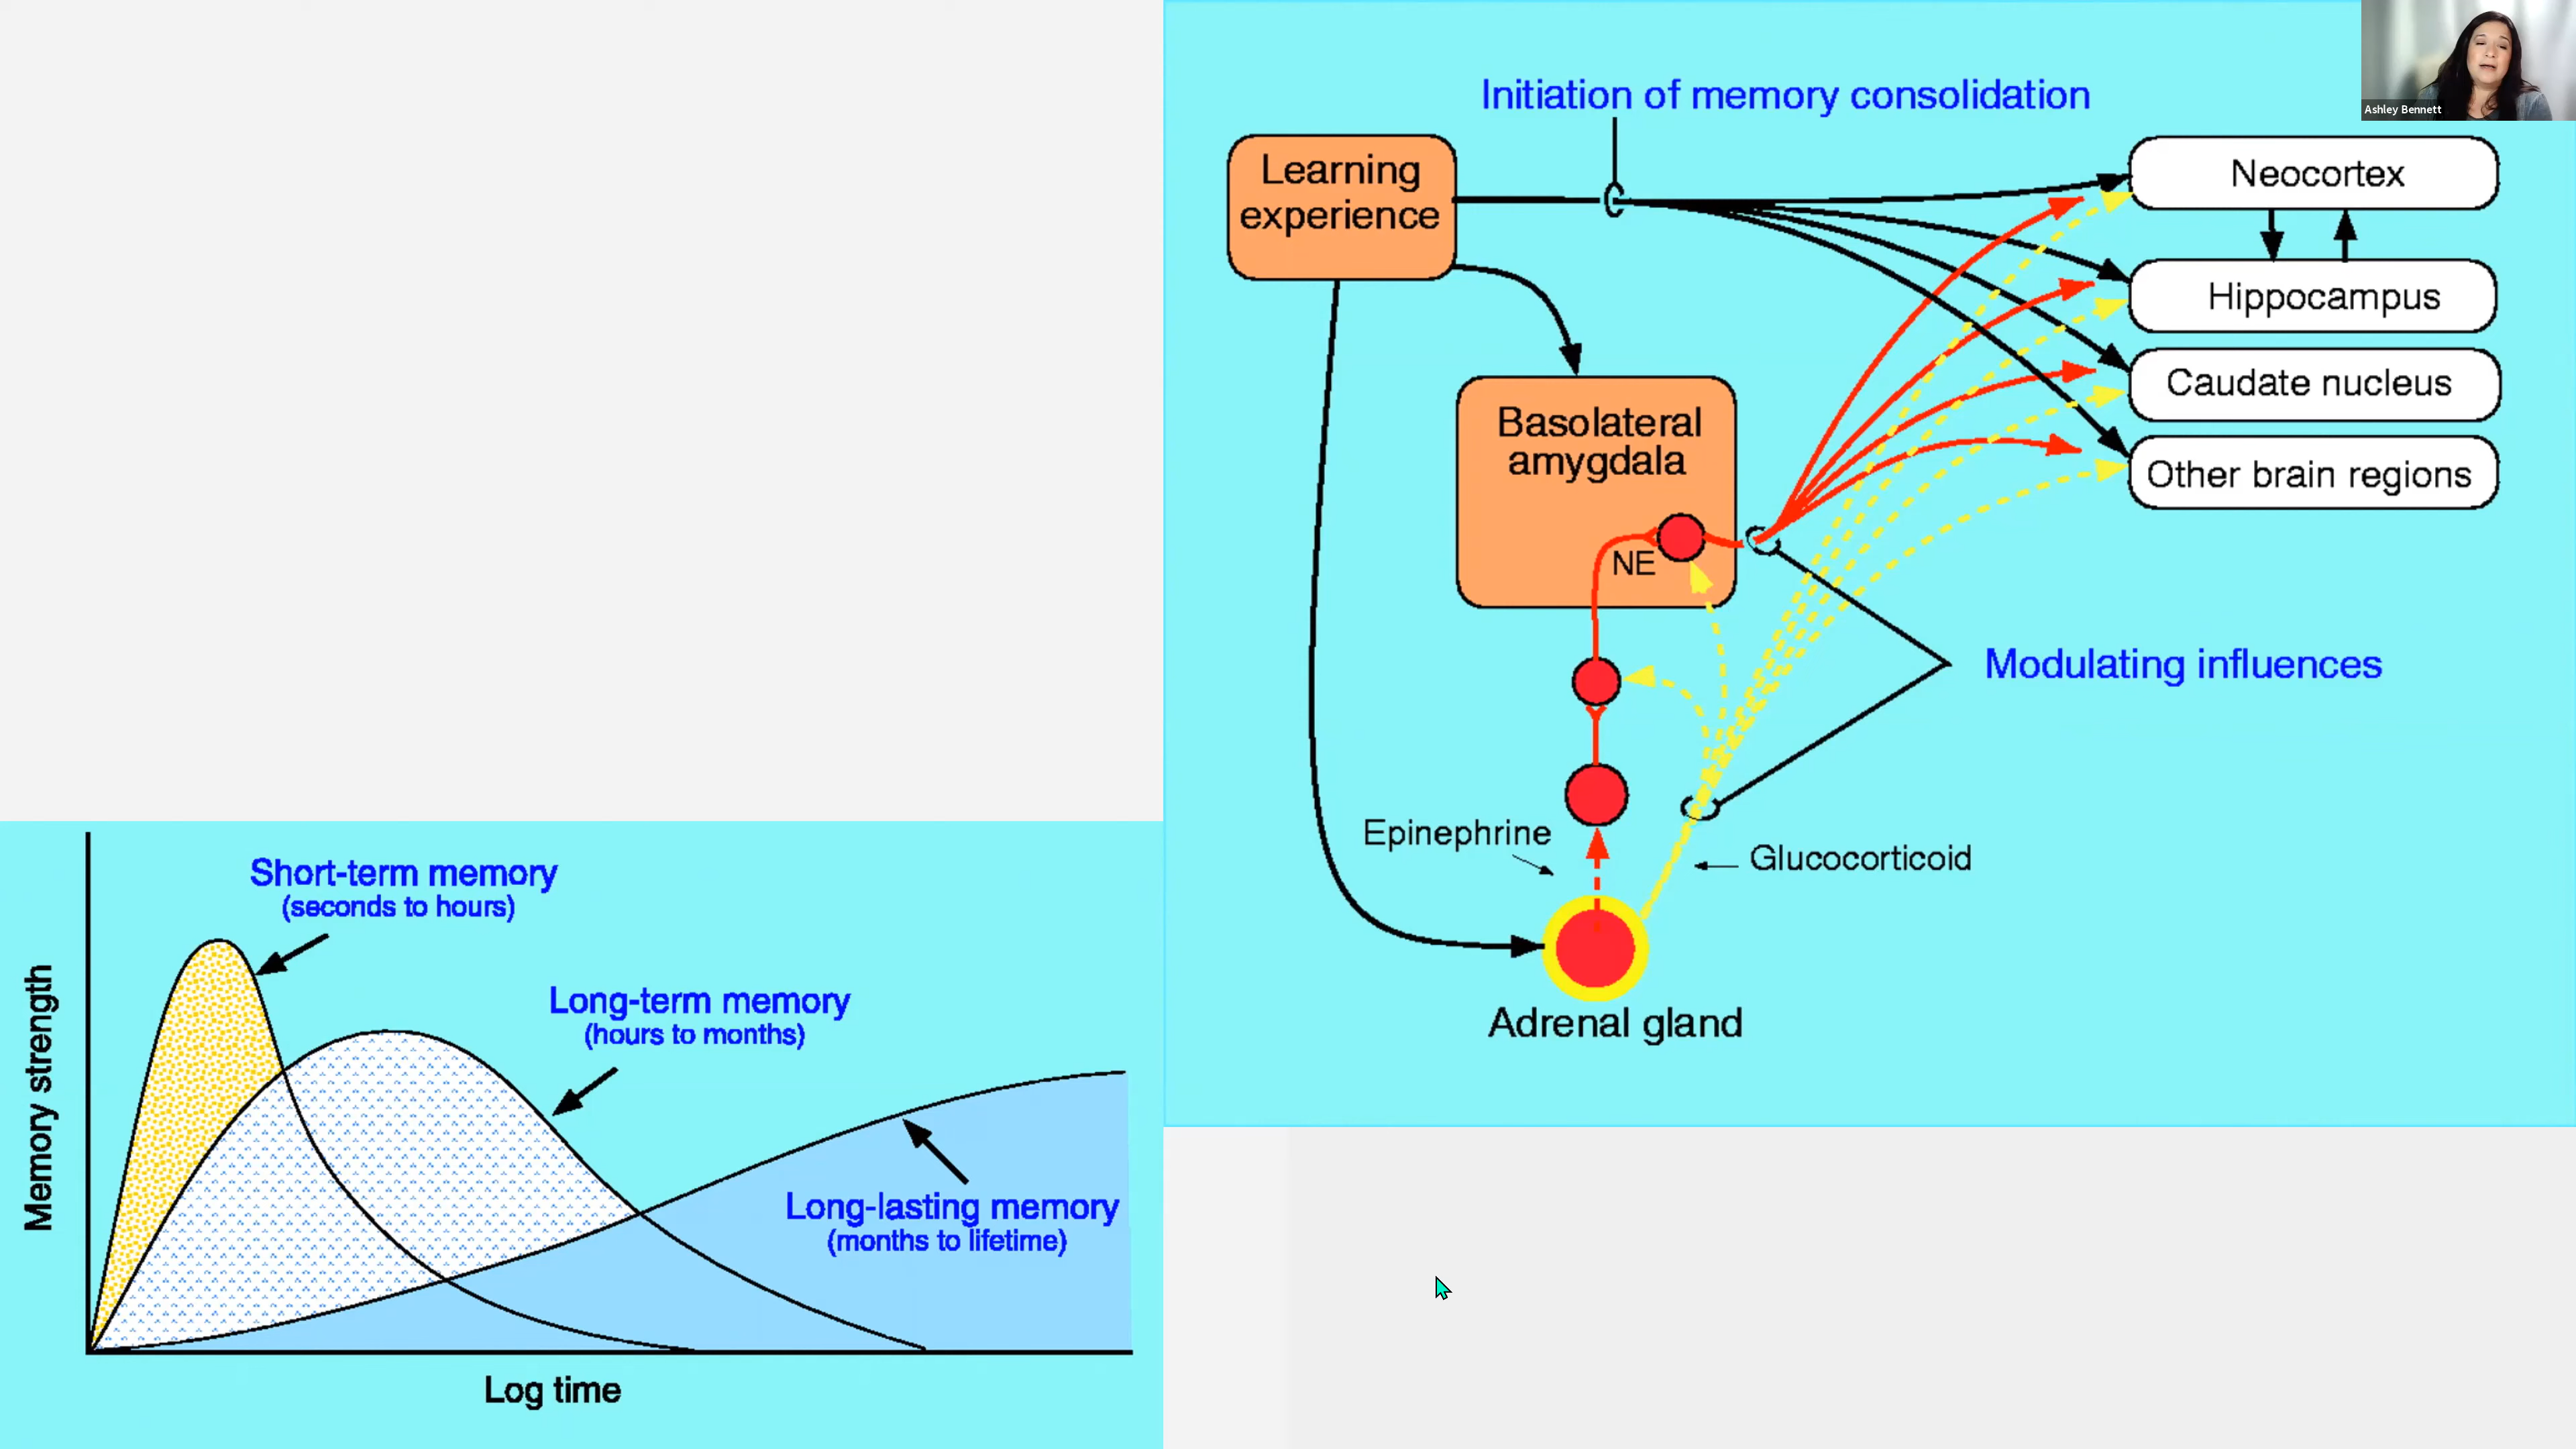 Ashley Bennett
Initiation of memory consolidation
Learning
experience
Neocortex
Hippocampus
Caudate nucleus
Other brain regions
Basolateral
amygdala
NE
Modulating influences
Epinephrine
Glucocorticoid
Adrenal gland
Short-term memory
(seconds to hours)
Long-term memory
(hours to months)
Long-lasting memory
(months to lifetime)
Memory strength
Log time